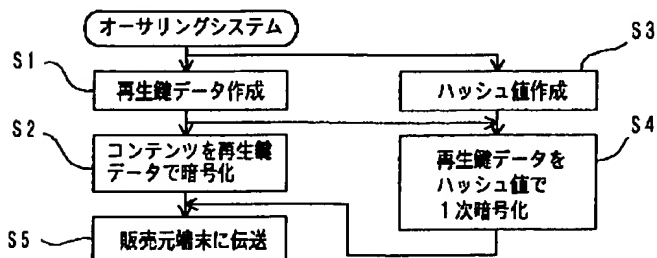 オーサリングシステム
S1
再生鍵データ作成
S3
ハッシュ値作成
S2
コンテンツを再生鍵
データで暗号化
S4
再生鍵データを
ハッシュ値で
1次暗号化
S5
販売元端末に伝送